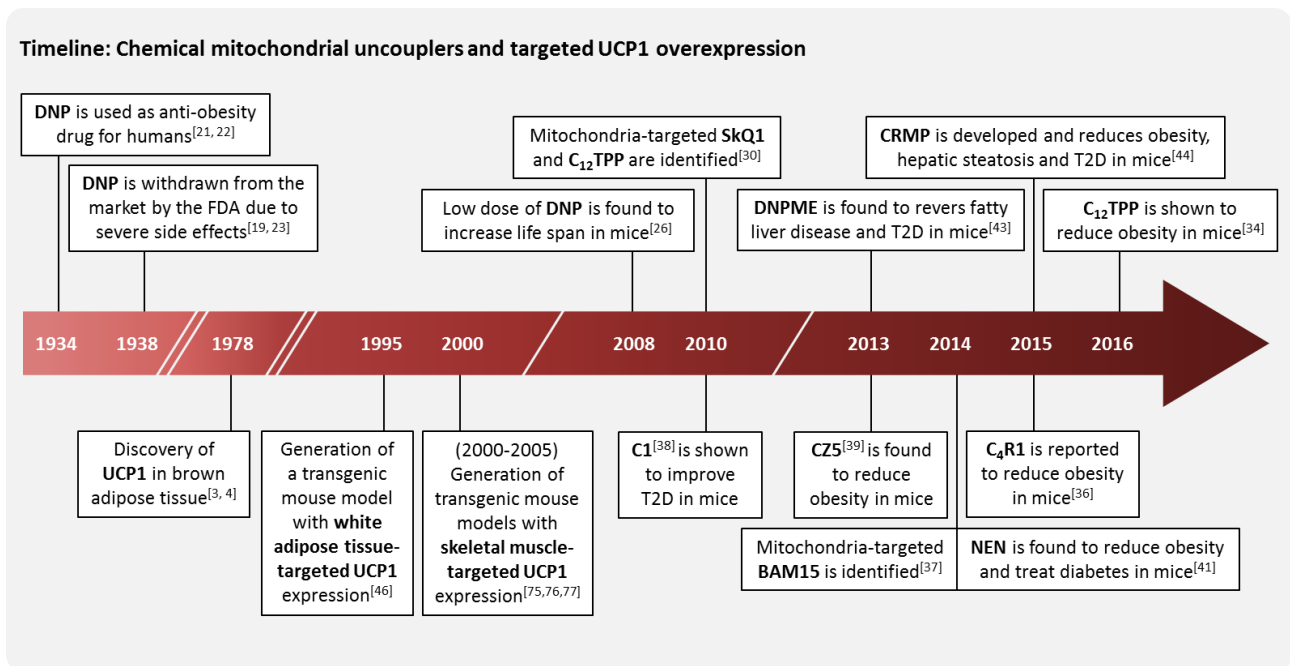 Timeline: Chemical mitochondrial uncouplers and targeted UCP1 overexpression
DNP is used as anti-obesity
drug for humans[21, 22]
DNP is withdrawn from the
market by the FDA due to
severe side effects[19, 23]
Low dose of DNP is found to
increase life span in mice[26]
Mitochondria-targeted SkQ1
and C12TPP are identified[30]
DNPME is found to revers fatty
liver disease and T2D in mice[43]
CRMP is developed and reduces obesity,
hepatic steatosis and T2D in mice[44]
C12TPP is shown to
reduce obesity in mice[34]
1934 1938 1978 1995 2000 2008 2010 2013 2014 2015 2016
Discovery of
UCP1 in brown
adipose tissue[3, 4]
Generation of
a transgenic
mouse model
with white
adipose tissue-
targeted UCP1
expression[46]
(2000-2005)
Generation of
transgenic mouse
models with
skeletal muscle-
targeted UCP1
expression[75,76,77]
C1[38] is shown
to improve
T2D in mice
CZ5[39] is found
to reduce
obesity in mice
Mitochondria-targeted
BAM15 is identified[37]
NEN is found to reduce obesity
and treat diabetes in mice[41]
C4R1 is reported
to reduce obesity
in mice[36]